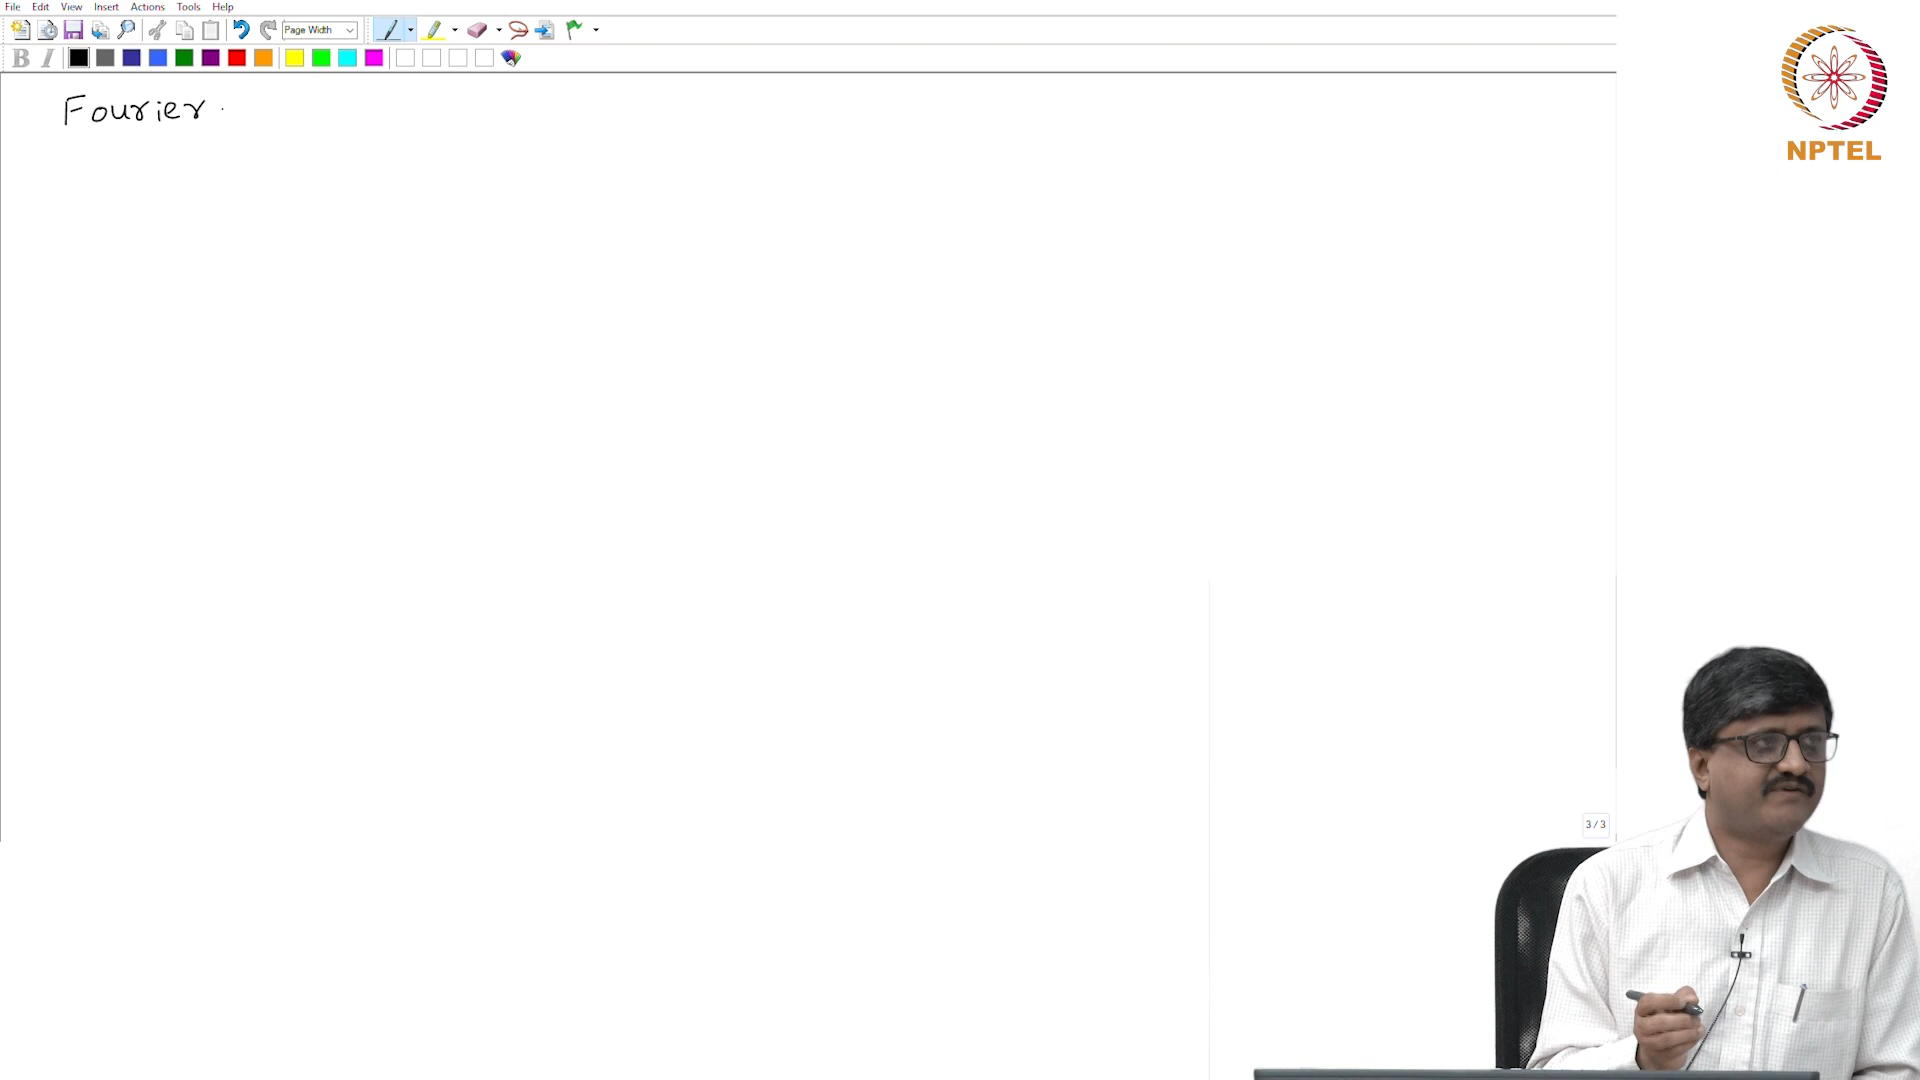 File Edit View Insert Actions Tools Help
Page Width
B I
Fourier
NPTEL
3 / 3